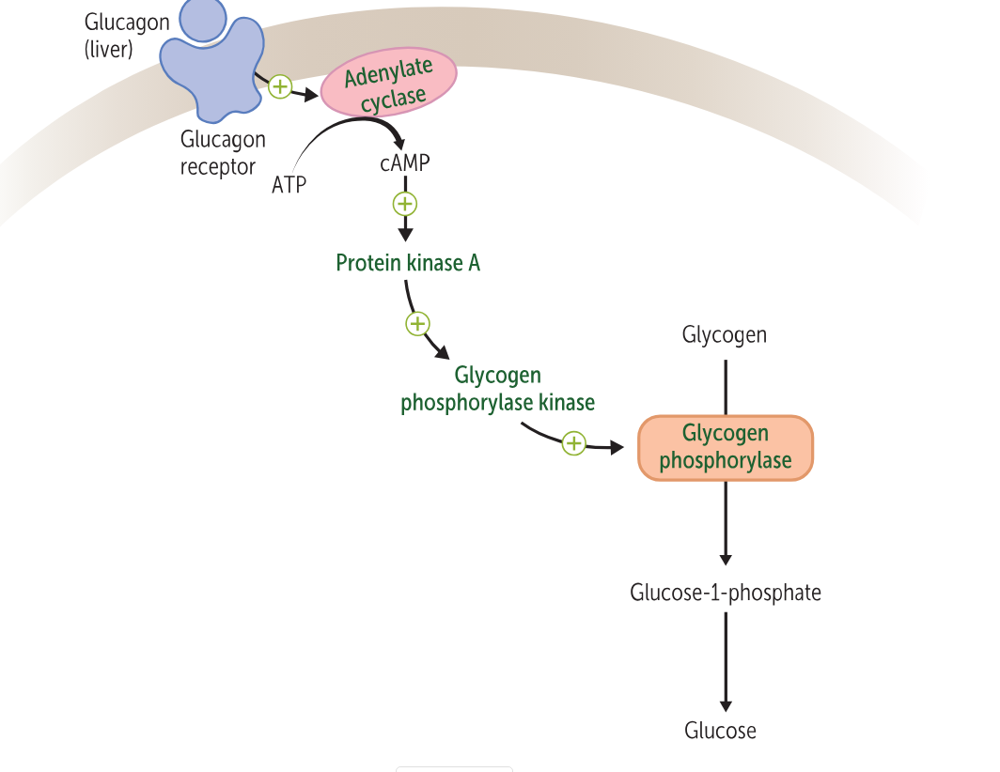 Glucagon
(liver)
Adenylate
cyclase
Glucagon
receptor
ATP
cAMP
Protein kinase A
Glycogen
phosphorylase kinase
Glycogen
Glycogen
phosphorylase
Glucose-1-phosphate
Glucose